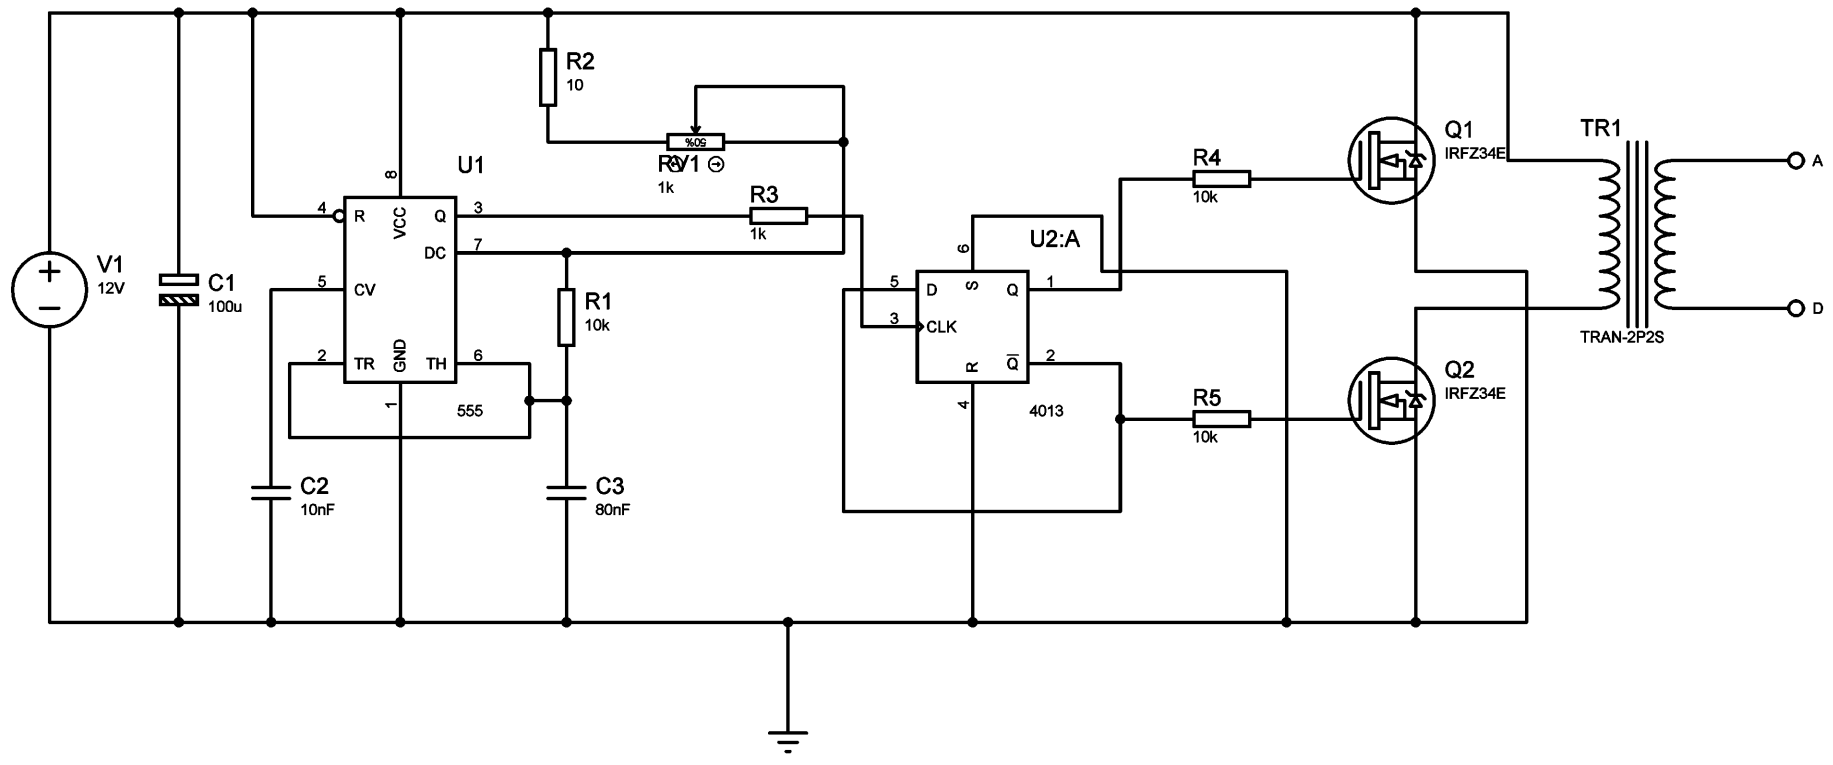 R2
10
50%
RV1
1k
U1
V1
12V
C1
100u
4
R
8
VCC
Q
3
DC
7
5
CV
2
TR
GND
1
TH
6
555
R3
1k
R1
10k
C2
10nF
C3
80nF
U2:A
6
S
5
D
Q
1
3
CLK
R
4
Q
2
4013
R4
10k
R5
10k
Q1
IRFZ34E
Q2
IRFZ34E
TR1
TRAN-2P2S
A
D